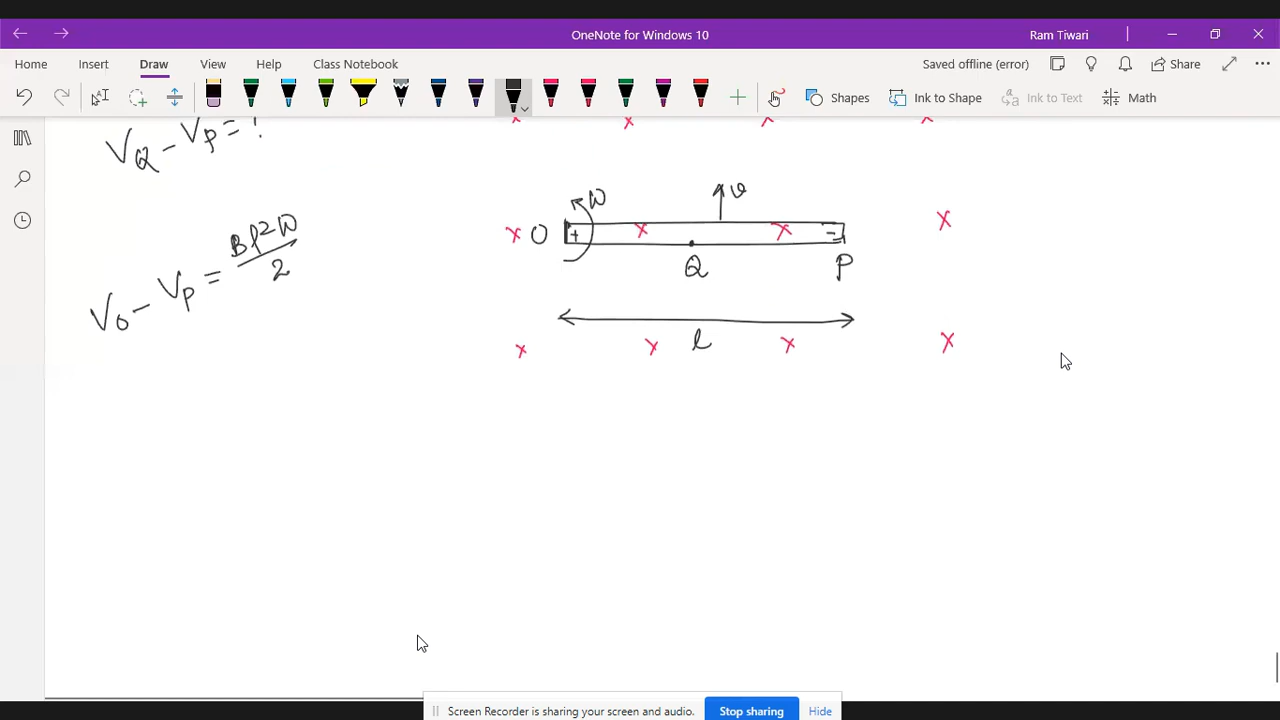 OneNote for Windows 10
Ram Tiwari
Home Insert Draw View Help Class Notebook
Saved offline (error)
Share
Shapes
Ink to Shape
Ink to Text
Math
V_Q - V_P = ?
V_O - V_P = Bl²ω/2
ω
v
O
+
-
Q
P
l
Screen Recorder is sharing your screen and audio.
Stop sharing
Hide